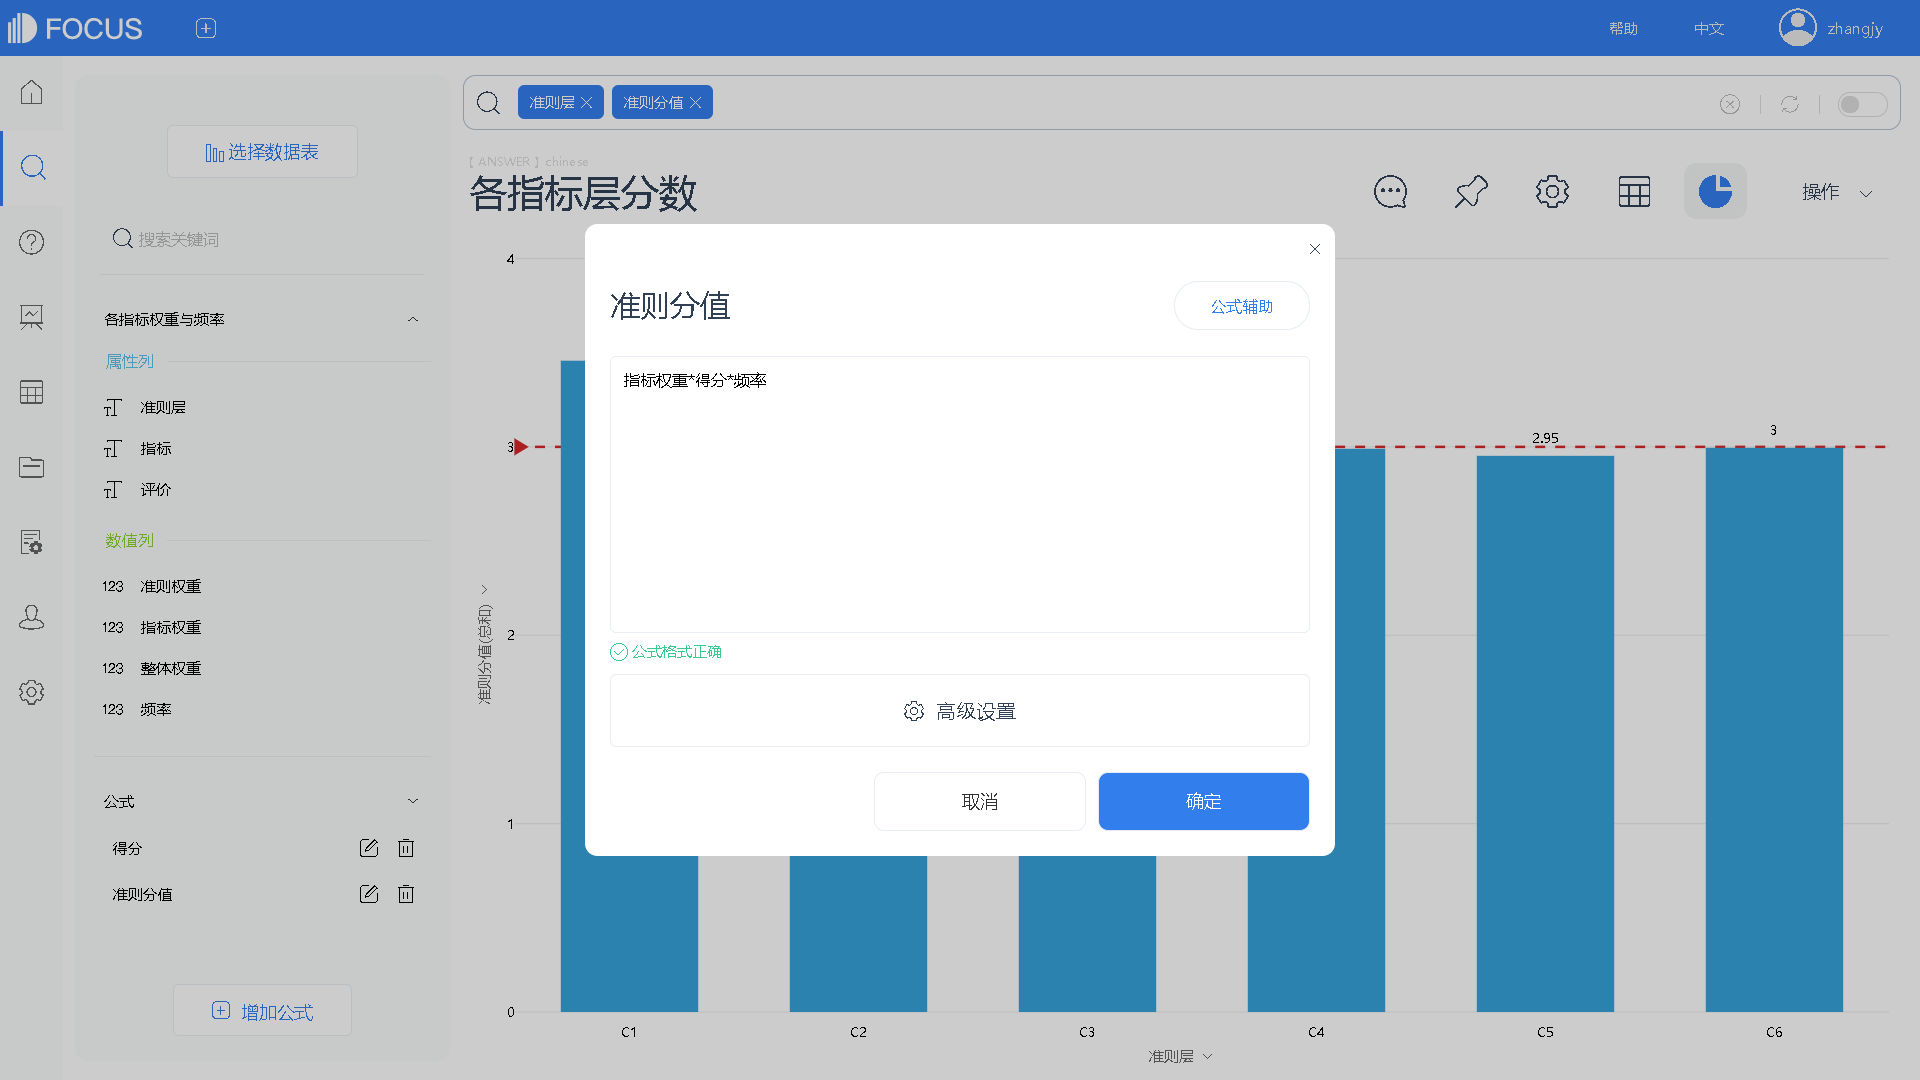 FOCUS
帮助
中文
zhangjy
选择数据表
搜索关键词
各指标权重与频率
属性列
准则层
指标
评价
数值列
123 准则权重
123 指标权重
123 整体权重
123 频率
公式
得分
准则分值
增加公式
准则层
准则分值
【 ANSWER 】 chinese
各指标层分数
操作
准则分值
公式辅助
指标权重*得分*频率
公式格式正确
高级设置
取消
确定
准则分值(总和)
4
3
2
1
0
2.95
3
C1
C2
C3
C4
C5
C6
准则层